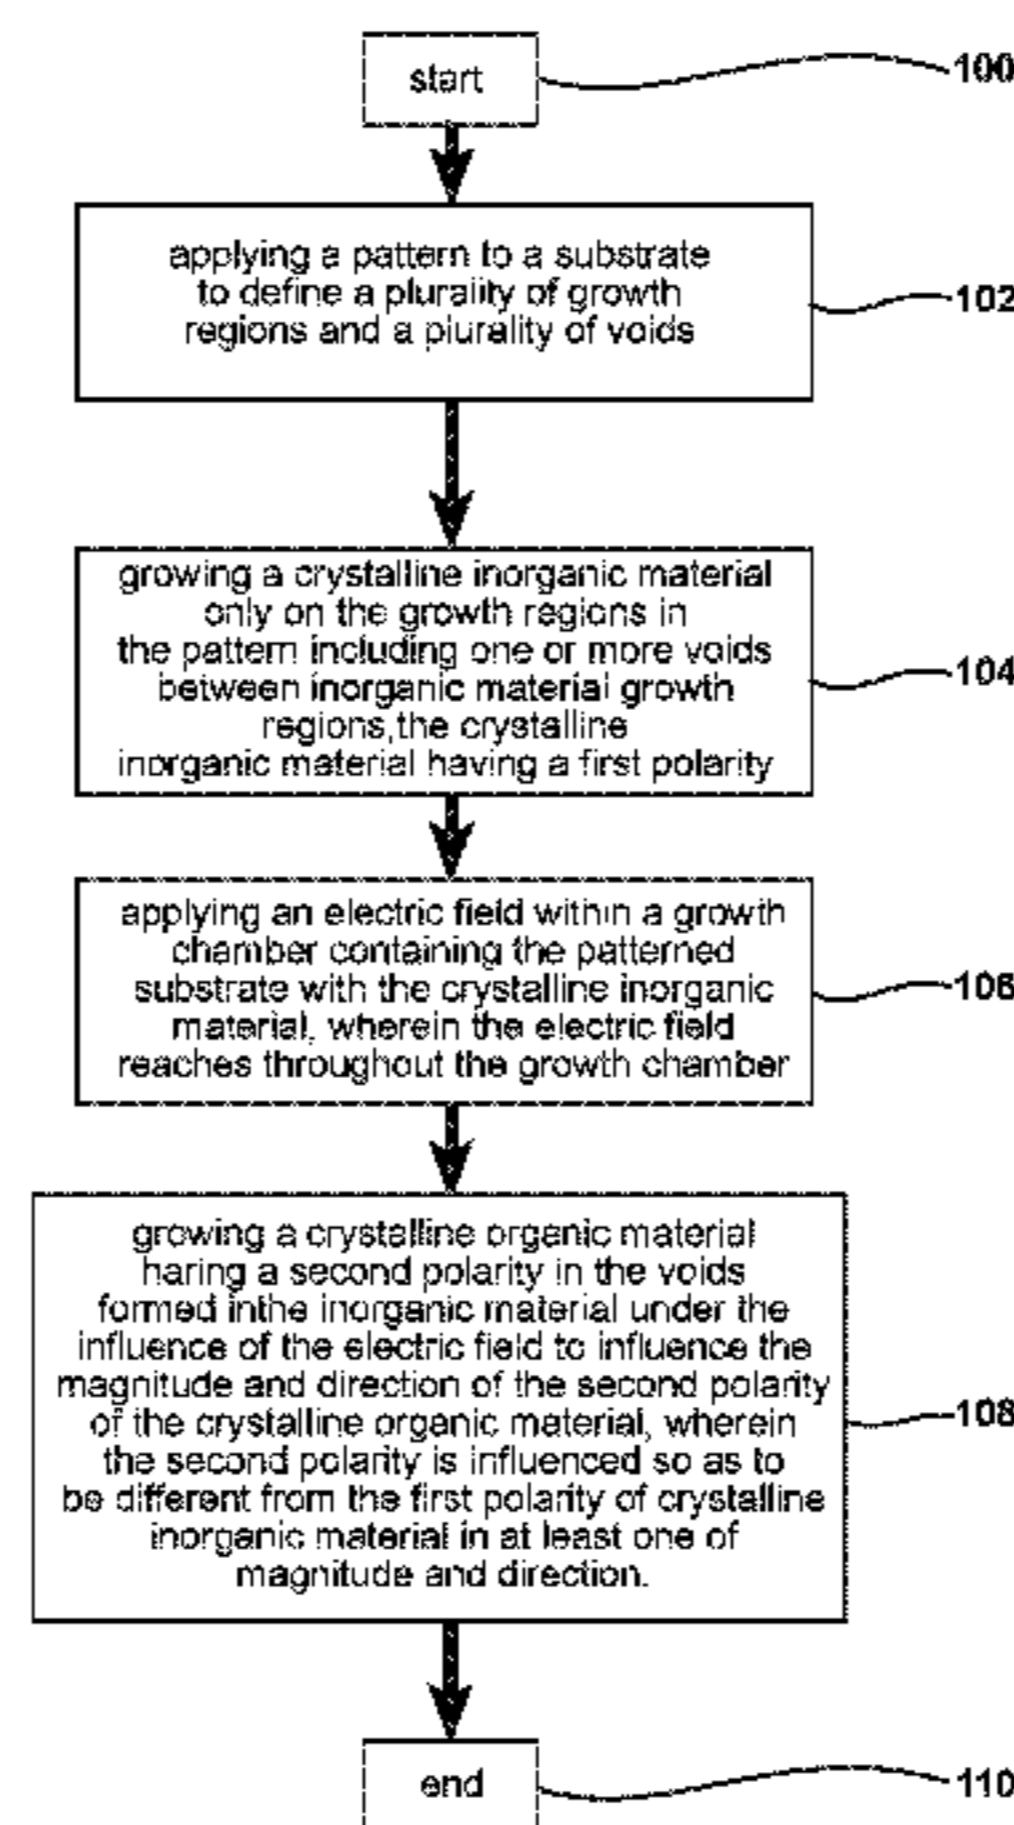 start
100
applying a pattern to a substrate
to define a plurality of growth
regions and a plurality of voids
102
growing a crystalline inorganic material
only on the growth regions in
the pattern including one or more voids
between inorganic material growth
regions,the crystalline
inorganic material having a first polarity
104
applying an electric field within a growth
chamber containing the patterned
substrate with the crystalline inorganic
material, wherein the electric field
reaches throughout the growth chamber
106
growing a crystalline organic material
haring a second polarity in the voids
formed inthe inorganic material under the
influence of the electric field to influence the
magnitude and direction of the second polarity
of the crystalline organic material, wherein
the second polarity is influenced so as to
be different from the first polarity of crystalline
inorganic material in at least one of
magnitude and direction.
108
end
110